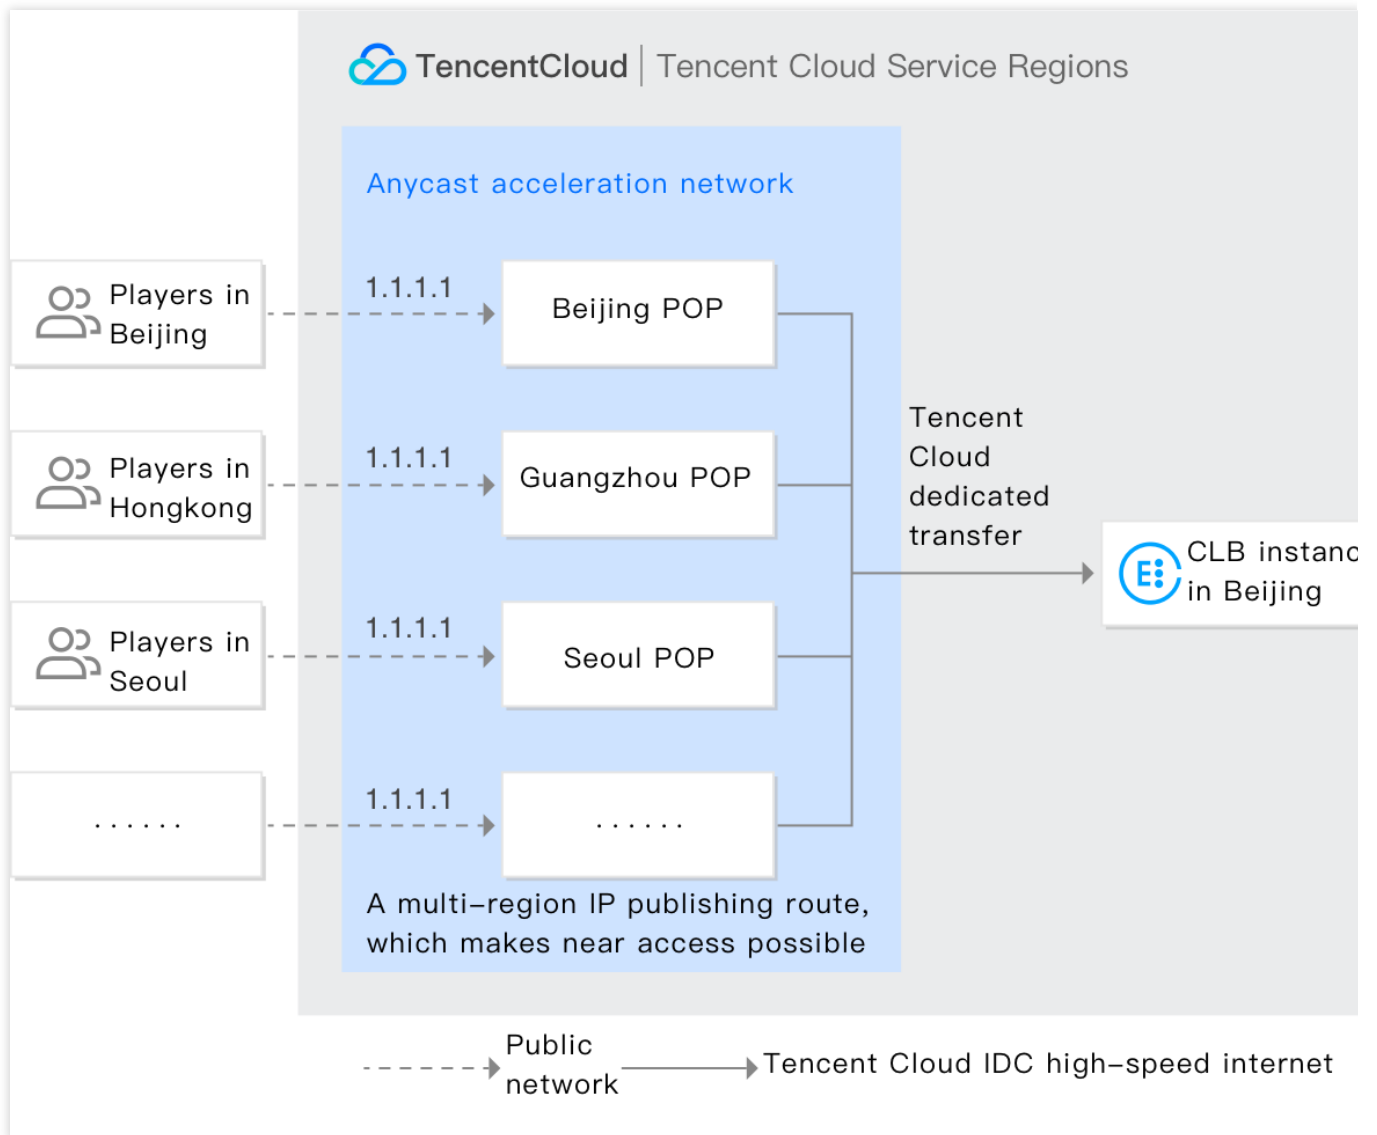 TencentCloud | Tencent Cloud Service Regions
Anycast acceleration network
Players in
Beijing
1.1.1.1
Beijing POP
Players in
Hongkong
1.1.1.1
Guangzhou POP
Tencent
Cloud
dedicated
transfer
CLB instanc
in Beijing
Players in
Seoul
1.1.1.1
Seoul POP
......
1.1.1.1
......
A multi-region IP publishing route,
which makes near access possible
Public
network
Tencent Cloud IDC high-speed internet